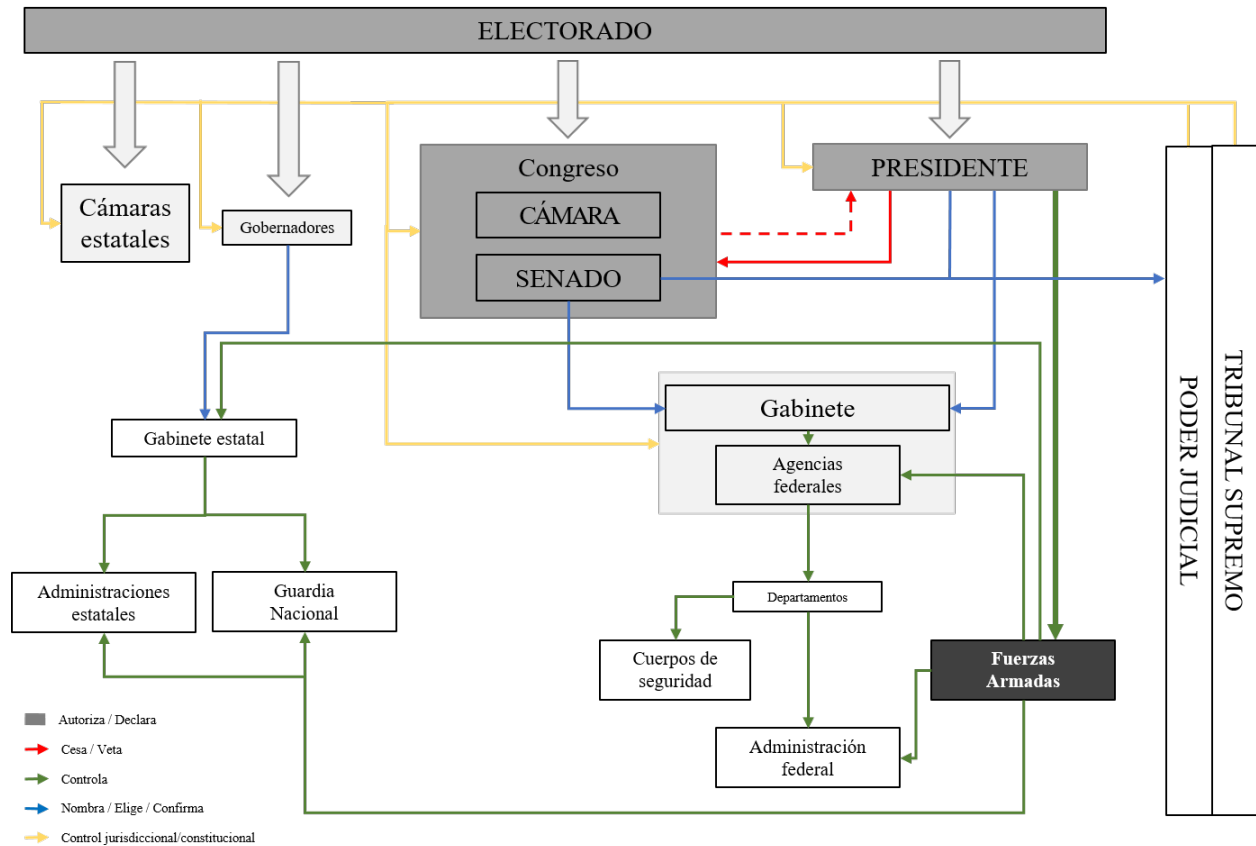 ELECTORADO
Congreso
CÁMARA
SENADO
PRESIDENTE
Cámaras
estatales
Gobernadores
Gabinete
Agencias
federales
Gabinete estatal
Administraciones
estatales
Guardia
Nacional
Departamentos
Cuerpos de
seguridad
Fuerzas
Armadas
Administración
federal
PODER JUDICIAL
TRIBUNAL SUPREMO
Autoriza / Declara
Cesa / Veta
Controla
Nombra / Elige / Confirma
Control jurisdiccional/constitucional